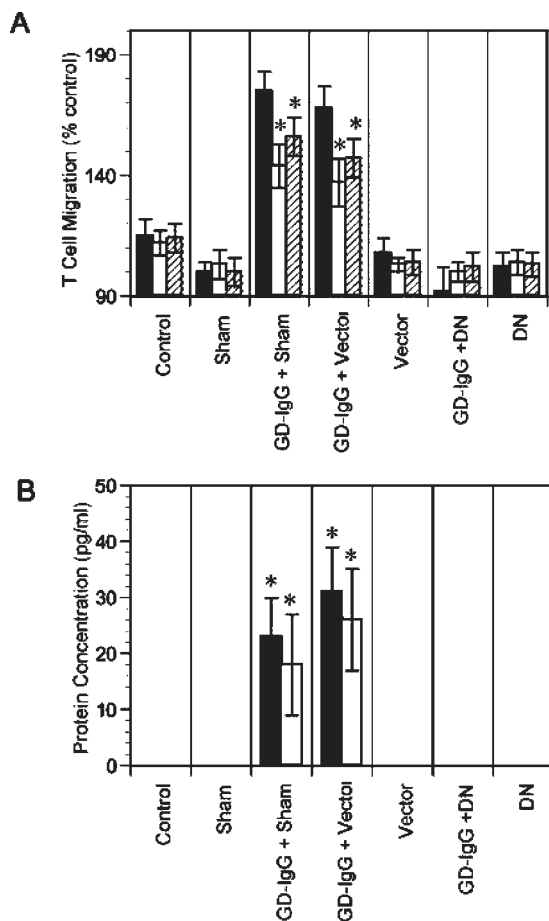 A
T Cell Migration (% control)
190
140
90
* *
* *
Control
Sham
GD-IgG + Sham
GD-IgG + Vector
Vector
GD-IgG +DN
DN
B
Protein Concentration (pg/ml)
50
40
30
20
10
0
* *
* *
Control
Sham
GD-IgG + Sham
GD-IgG + Vector
Vector
GD-IgG +DN
DN